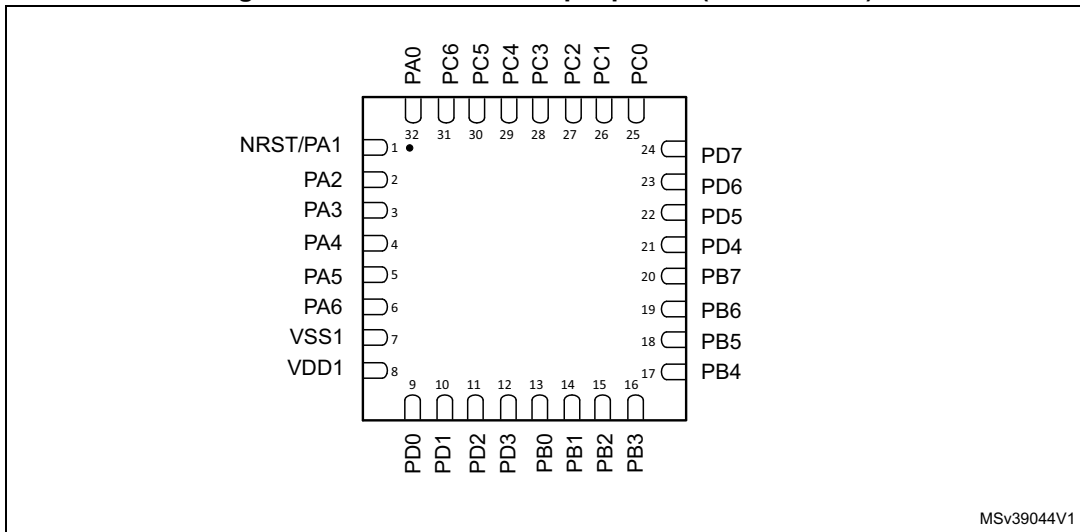 PA0 PC6 PC5 PC4 PC3 PC2 PC1 PC0
32 31 30 29 28 27 26 25
NRST/PA1 1 24 PD7
PA2 2 23 PD6
PA3 3 22 PD5
PA4 4 21 PD4
PA5 5 20 PB7
PA6 6 19 PB6
VSS1 7 18 PB5
VDD1 8 17 PB4
9 10 11 12 13 14 15 16
PD0 PD1 PD2 PD3 PB0 PB1 PB2 PB3
MSv39044V1